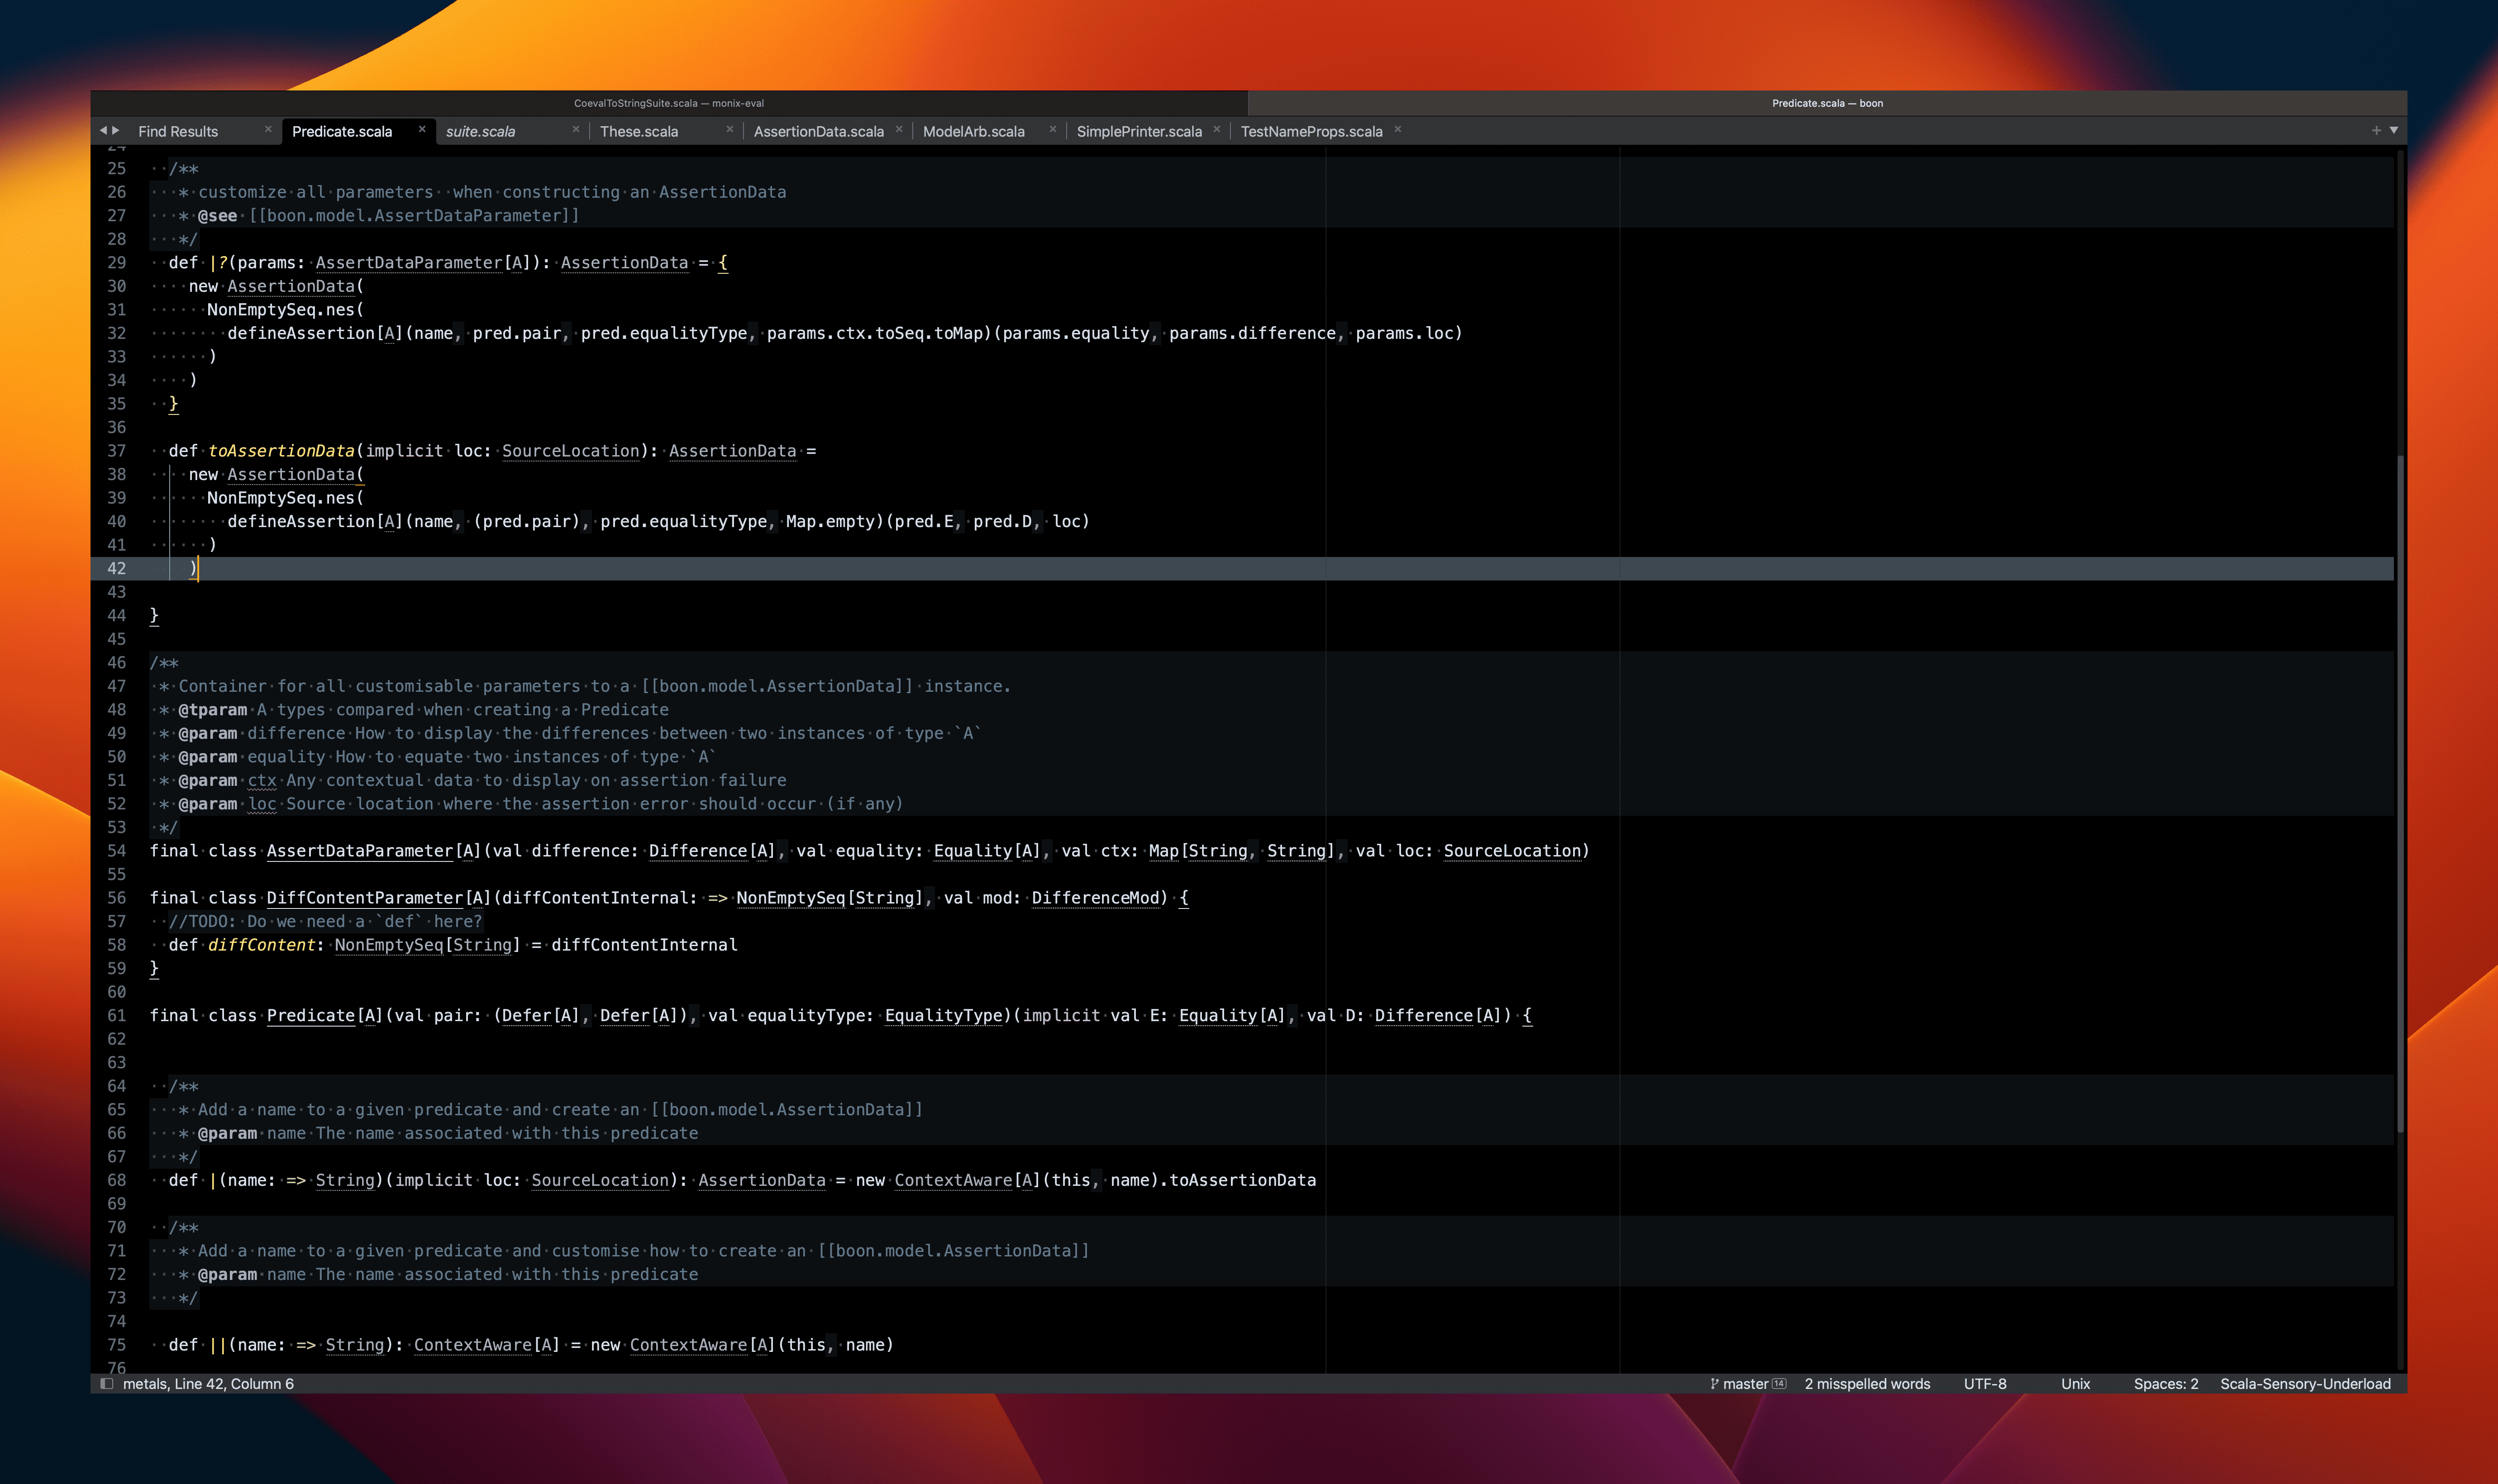 CoevalToStringSuite.scala — monix-eval
Predicate.scala — boon
Find Results
Predicate.scala
suite.scala
These.scala
AssertionData.scala
ModelArb.scala
SimplePrinter.scala
TestNameProps.scala
24
25 /**
26 * customize all parameters  when constructing an AssertionData
27 * @see [[boon.model.AssertDataParameter]]
28 */
29 def |?(params: AssertDataParameter[A]): AssertionData = {
30 new AssertionData(
31 NonEmptySeq.nes(
32 defineAssertion[A](name, pred.pair, pred.equalityType, params.ctx.toSeq.toMap)(params.equality, params.difference, params.loc)
33 )
34 )
35 }
36
37 def toAssertionData(implicit loc: SourceLocation): AssertionData =
38 new AssertionData(
39 NonEmptySeq.nes(
40 defineAssertion[A](name, (pred.pair), pred.equalityType, Map.empty)(pred.E, pred.D, loc)
41 )
42 )
43
44 }
45
46 /**
47 * Container for all customisable parameters to a [[boon.model.AssertionData]] instance.
48 * @tparam A types compared when creating a Predicate
49 * @param difference How to display the differences between two instances of type `A`
50 * @param equality How to equate two instances of type `A`
51 * @param ctx Any contextual data to display on assertion failure
52 * @param loc Source location where the assertion error should occur (if any)
53 */
54 final class AssertDataParameter[A](val difference: Difference[A], val equality: Equality[A], val ctx: Map[String, String], val loc: SourceLocation)
55
56 final class DiffContentParameter[A](diffContentInternal: => NonEmptySeq[String], val mod: DifferenceMod) {
57 //TODO: Do we need a `def` here?
58 def diffContent: NonEmptySeq[String] = diffContentInternal
59 }
60
61 final class Predicate[A](val pair: (Defer[A], Defer[A]), val equalityType: EqualityType)(implicit val E: Equality[A], val D: Difference[A]) {
62
63
64 /**
65 * Add a name to a given predicate and create an [[boon.model.AssertionData]]
66 * @param name The name associated with this predicate
67 */
68 def |(name: => String)(implicit loc: SourceLocation): AssertionData = new ContextAware[A](this, name).toAssertionData
69
70 /**
71 * Add a name to a given predicate and customise how to create an [[boon.model.AssertionData]]
72 * @param name The name associated with this predicate
73 */
74
75 def ||(name: => String): ContextAware[A] = new ContextAware[A](this, name)
76
metals, Line 42, Column 6
master 14
2 misspelled words
UTF-8
Unix
Spaces: 2
Scala-Sensory-Underload